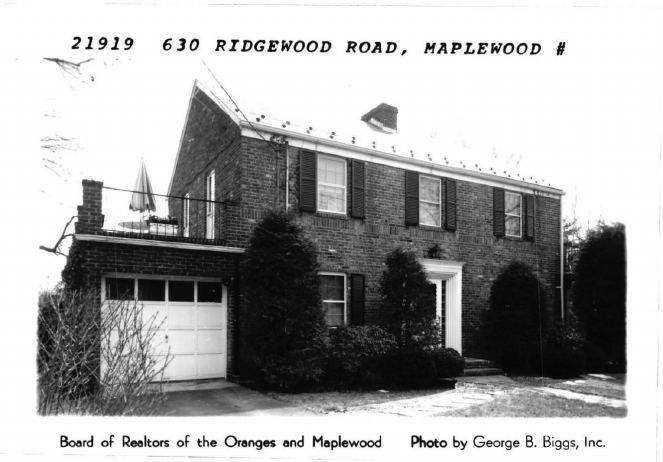 21919 630 RIDGEWOOD ROAD, MAPLEWOOD #
Board of Realtors of the Oranges and Maplewood Photo by George B. Biggs, Inc.